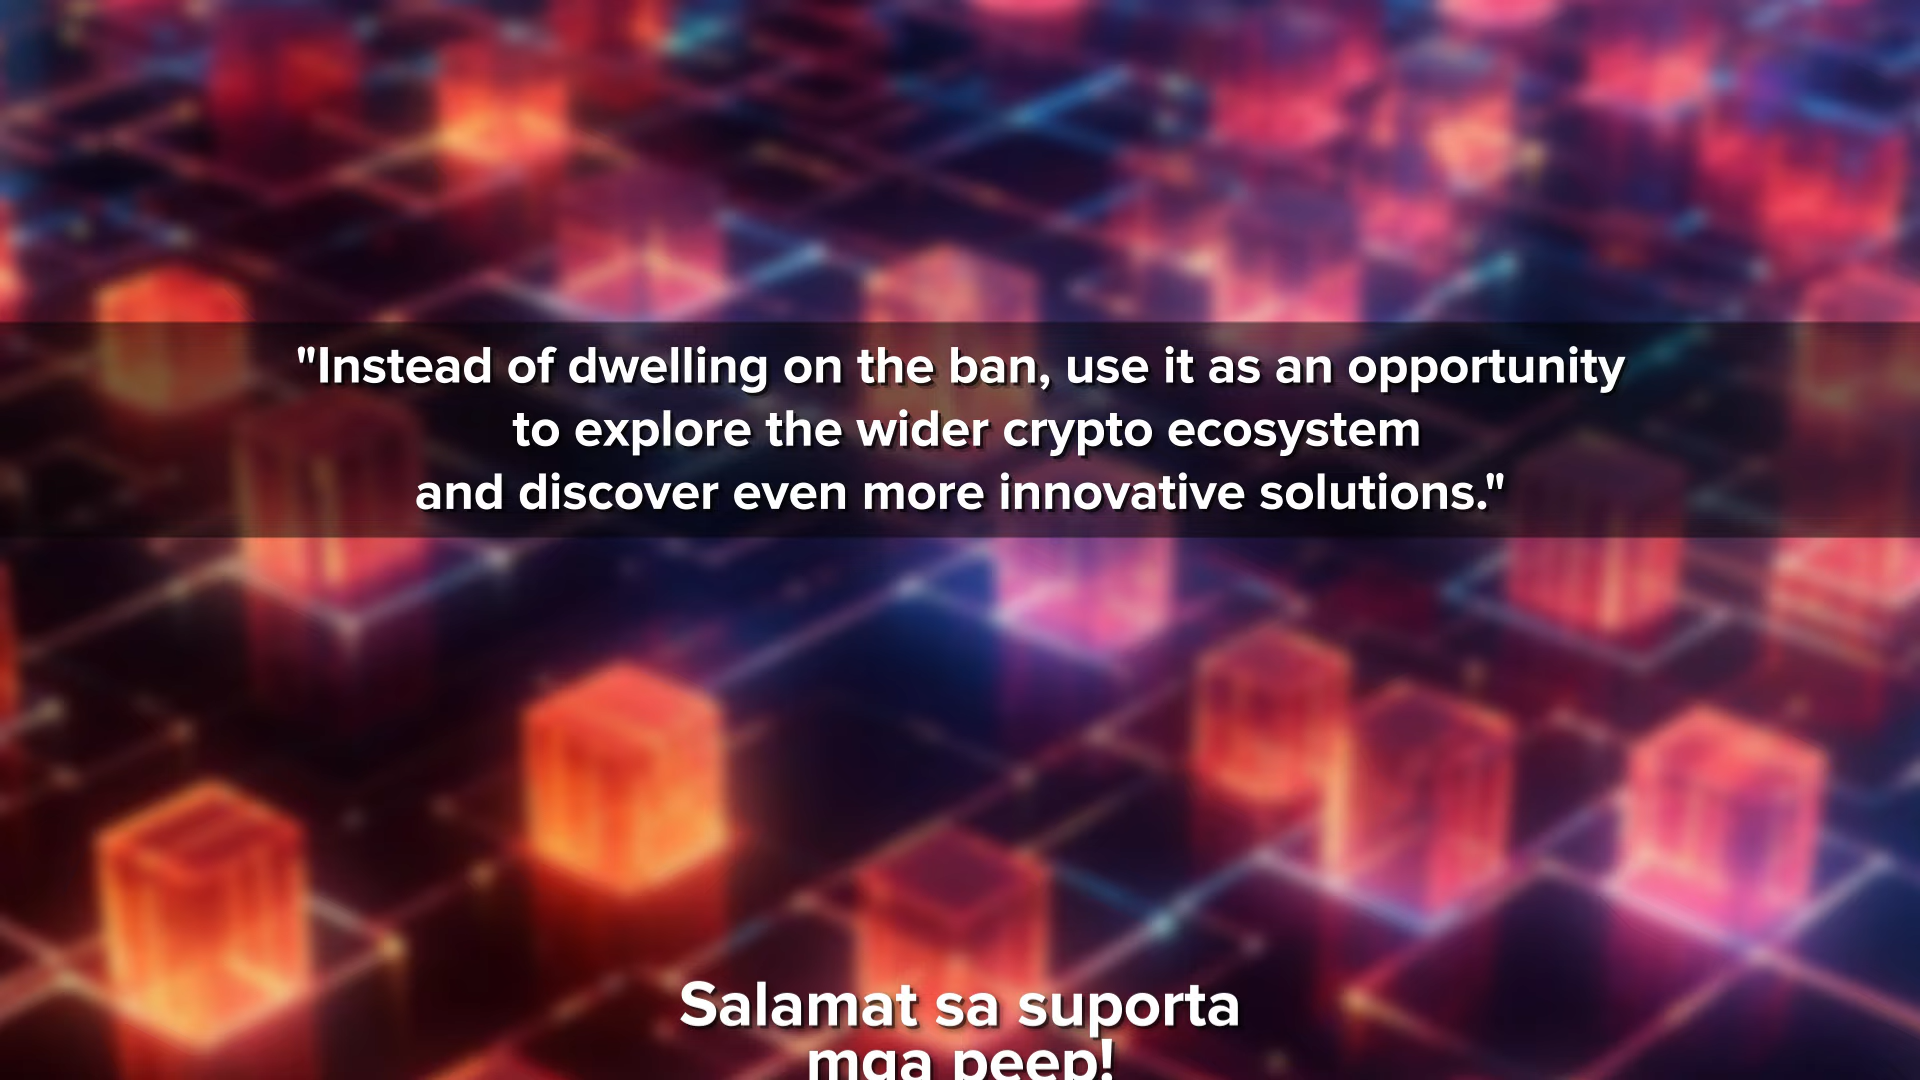 "Instead of dwelling on the ban, use it as an opportunity
to explore the wider crypto ecosystem
and discover even more innovative solutions."
Salamat sa suporta
mga peep!